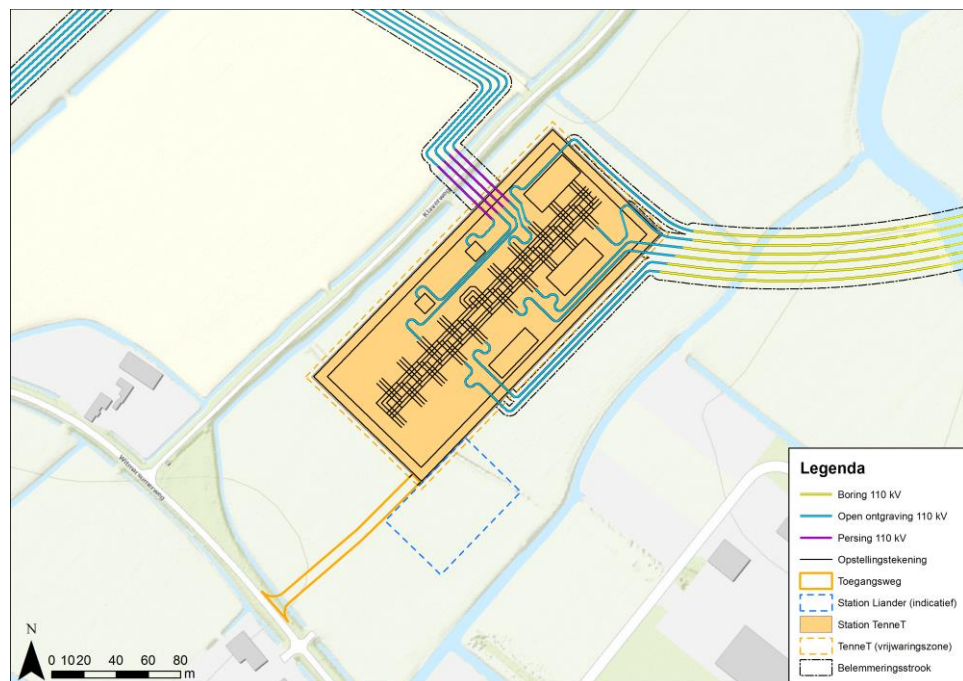 Klaverweg
Legenda
Boring 110 kV
Open ontgraving 110 kV
Persing 110 kV
Opstellingstekening
Toegangsweg
Station Liander (indicatief)
Station TenneT
TenneT (vrijwaringszone)
Belemmeringsstrook
N
0 10 20 40 60 80
m